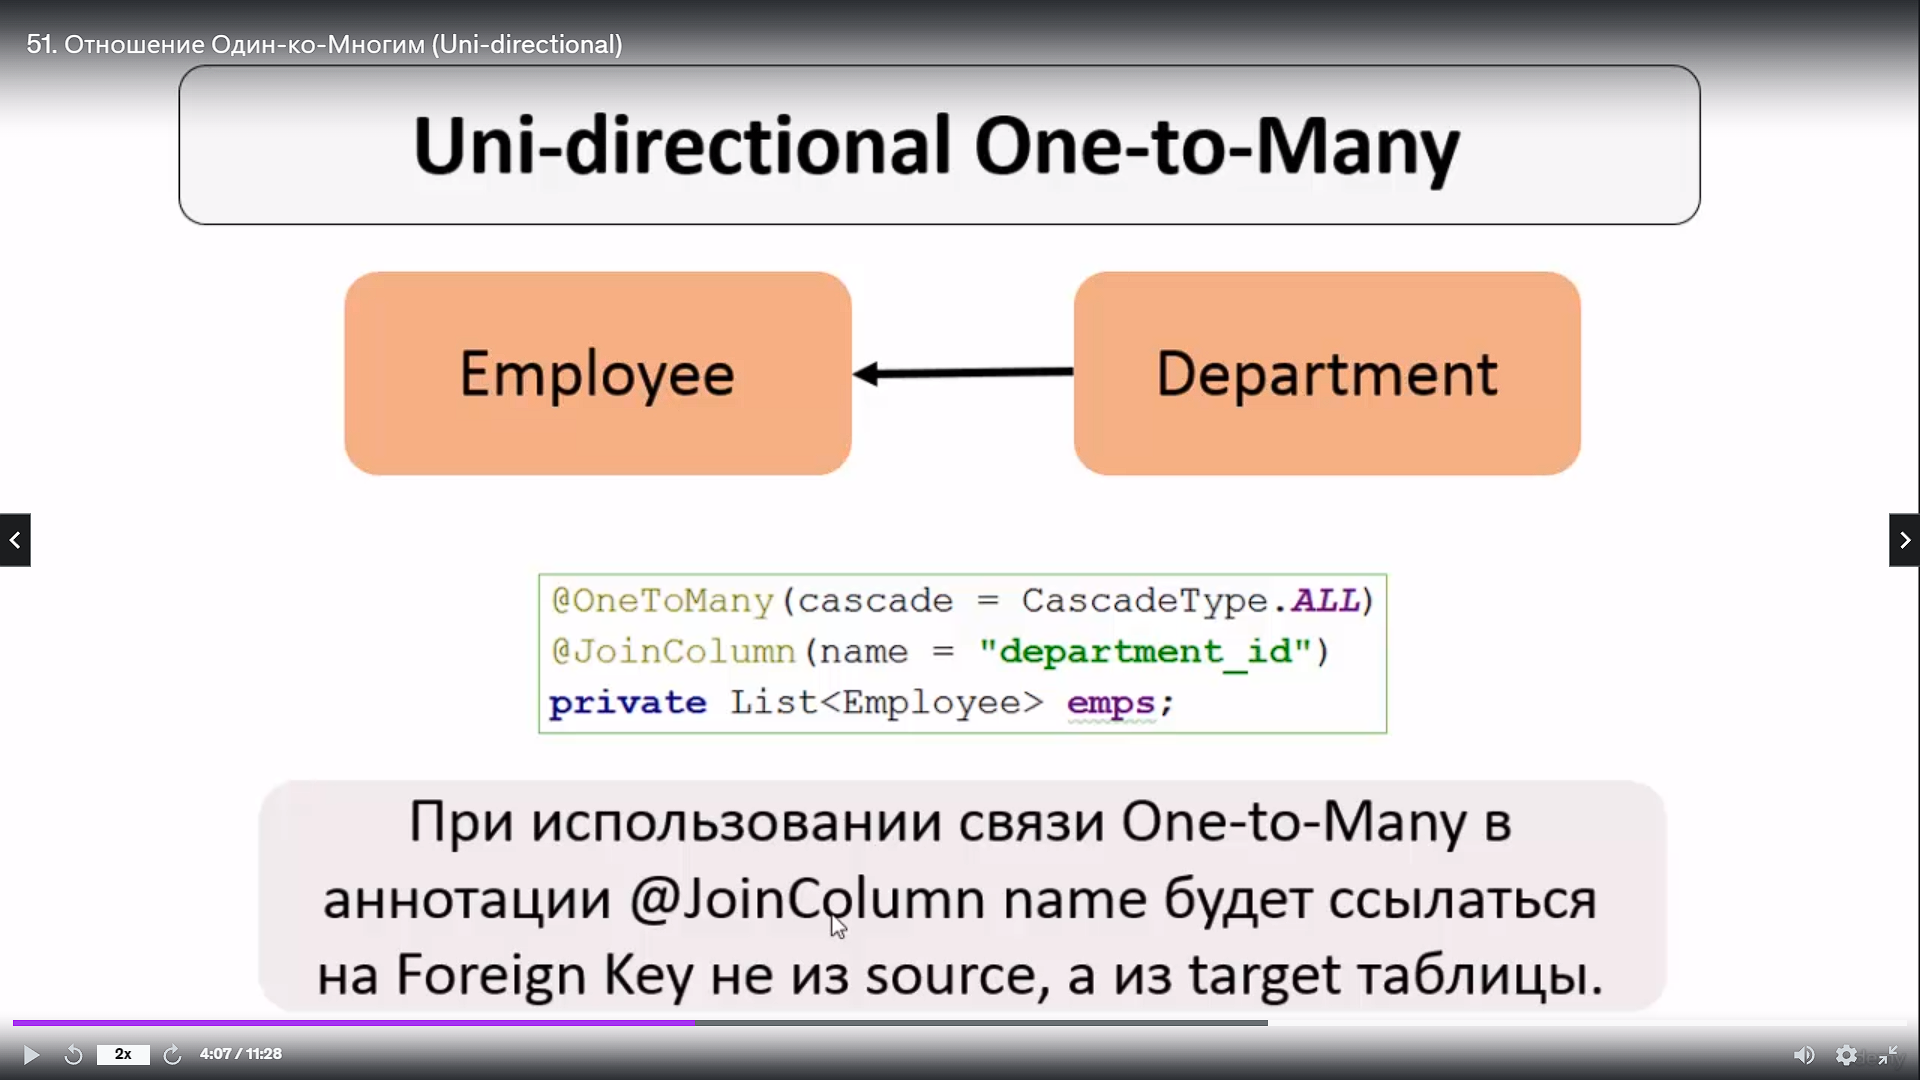 51. Отношение Один-ко-Многим (Uni-directional)
Uni-directional One-to-Many
Employee
Department
@OneToMany(cascade = CascadeType.ALL)
@JoinColumn(name = "department_id")
private List<Employee> emps;
При использовании связи One-to-Many в
аннотации @JoinColumn name будет ссылаться
на Foreign Key не из source, а из target таблицы.
2x
4:07 / 11:28